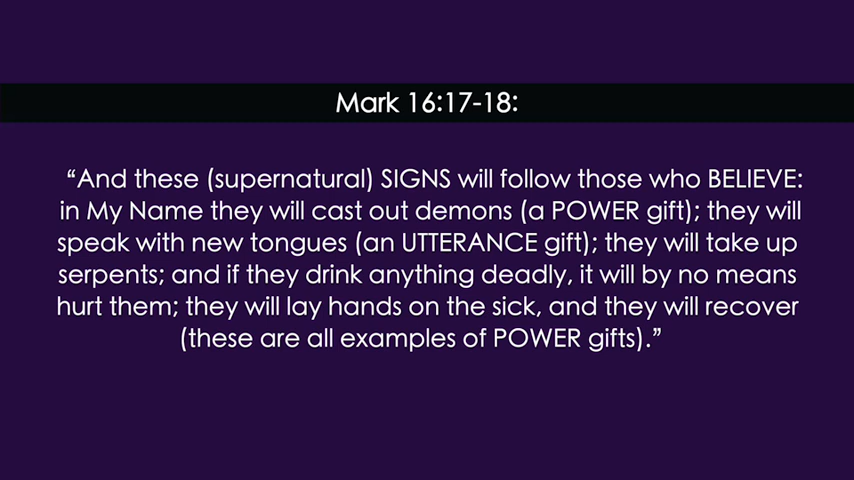 Mark 16:17-18:
“And these (supernatural) SIGNS will follow those who BELIEVE:
in My Name they will cast out demons (a POWER gift); they will
speak with new tongues (an UTTERANCE gift); they will take up
serpents; and if they drink anything deadly, it will by no means
hurt them; they will lay hands on the sick, and they will recover
(these are all examples of POWER gifts).”